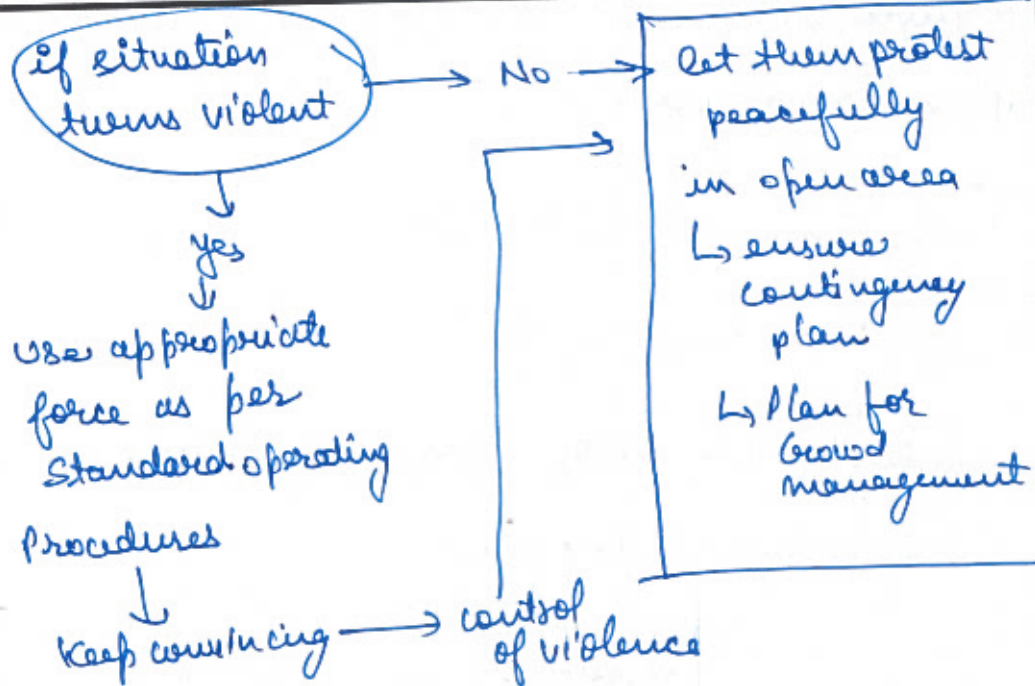 if situation
turns violent
No
let them protest
peacefully
in open area
ensure
contingency
plan
Plan for
Crowd
management
yes
use appropriate
force as per
Standard operating
Procedures
Keep convincing
control
of violence